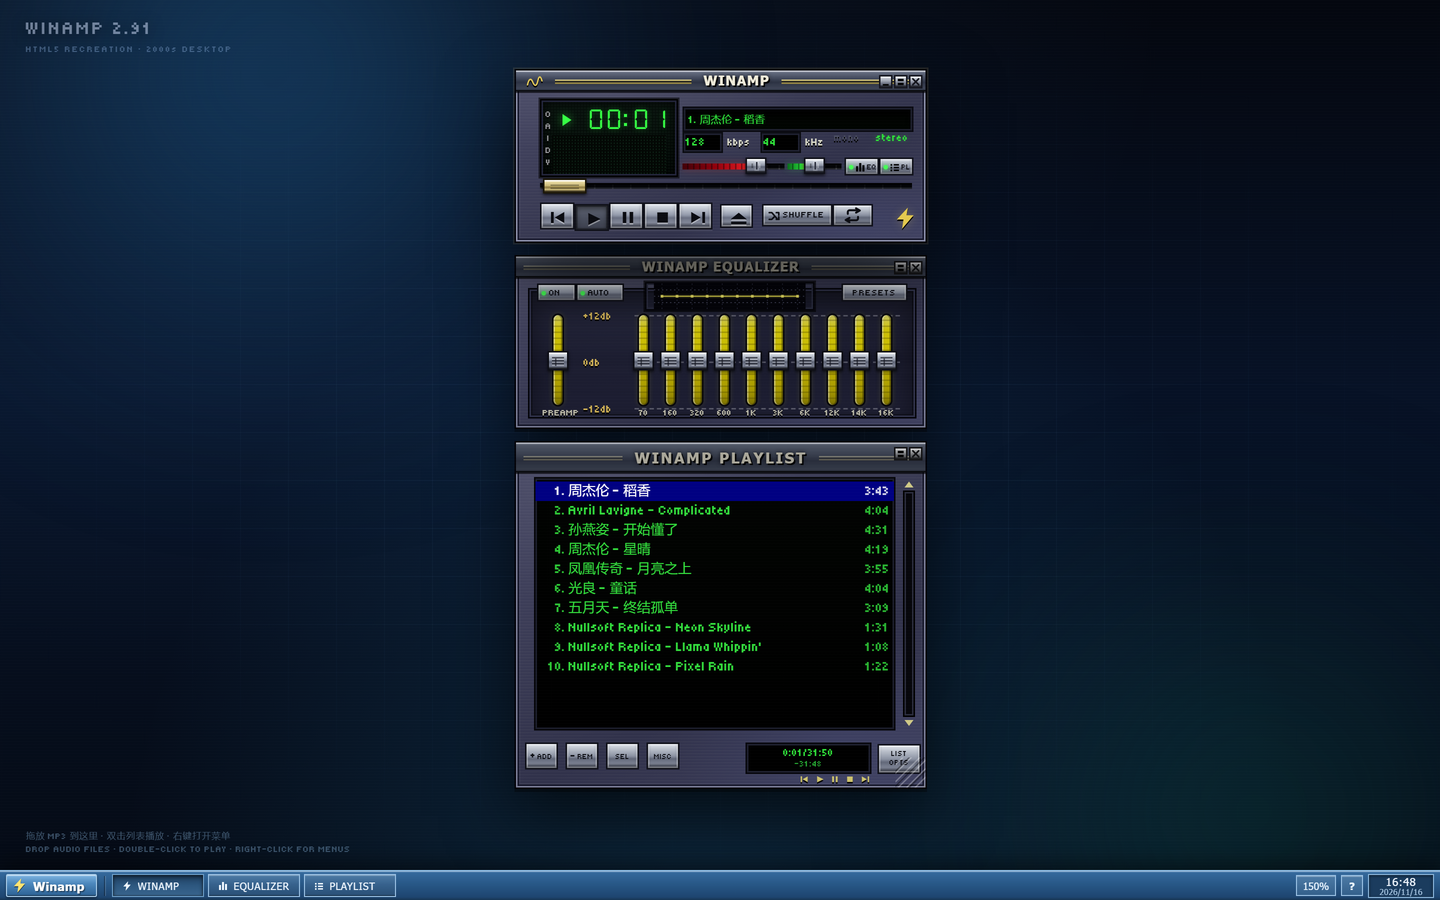 WINAMP 2.91
HTML5 RECREATION · 2000s DESKTOP
WINAMP
O
A
I
D
V
00:01
1. 周杰伦 - 稻香
128 kbps 44 kHz mono stereo
EQ PL
SHUFFLE
WINAMP EQUALIZER
ON AUTO PRESETS
+12db
0db
-12db
PREAMP 70 160 320 600 1K 3K 6K 12K 14K 16K
WINAMP PLAYLIST
1. 周杰伦 - 稻香 3:43
2. Avril Lavigne - Complicated 4:04
3. 孙燕姿 - 开始懂了 4:31
4. 周杰伦 - 星晴 4:19
5. 凤凰传奇 - 月亮之上 3:55
6. 光良 - 童话 4:04
7. 五月天 - 终结孤单 3:09
8. Nullsoft Replica - Neon Skyline 1:31
9. Nullsoft Replica - Llama Whippin' 1:08
10. Nullsoft Replica - Pixel Rain 1:22
+ ADD - REM SEL MISC
0:01/31:50
-31:48
LIST
OPTS
拖放 MP3 到这里 · 双击列表播放 · 右键打开菜单
DROP AUDIO FILES · DOUBLE-CLICK TO PLAY · RIGHT-CLICK FOR MENUS
Winamp WINAMP EQUALIZER PLAYLIST 150% ? 16:48
2026/11/16